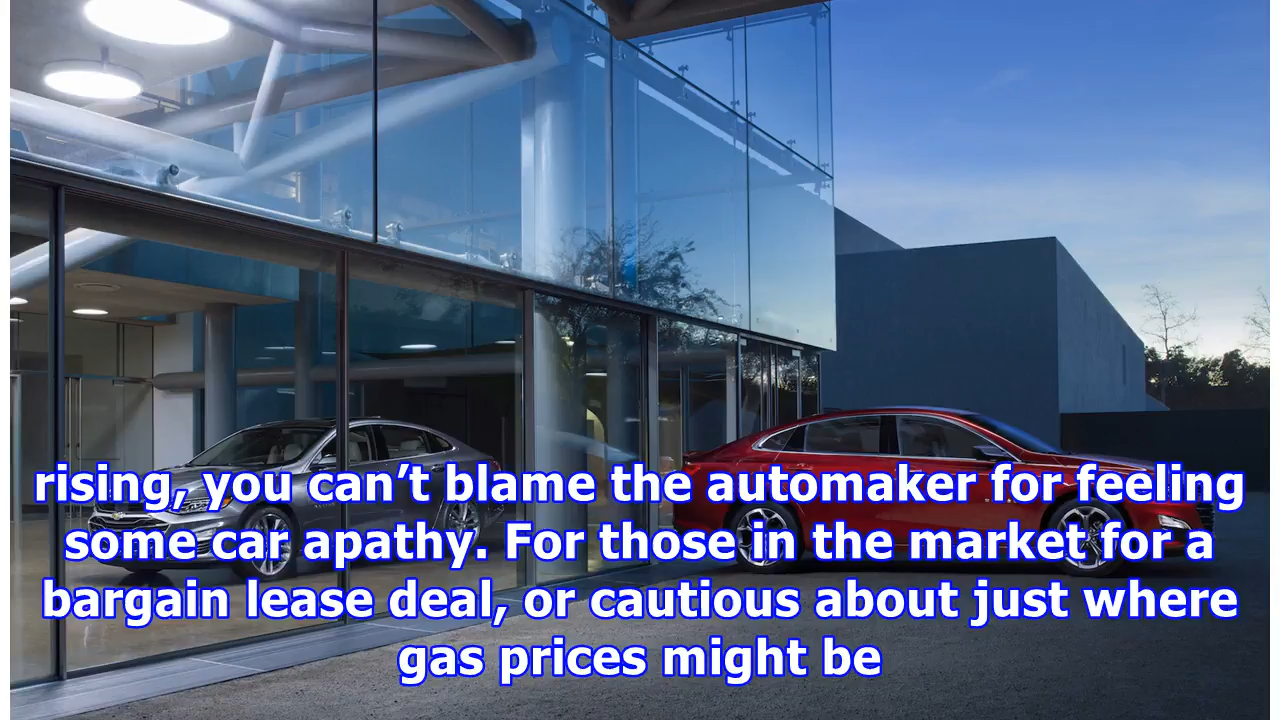 rising, you can’t blame the automaker for feeling
some car apathy. For those in the market for a
bargain lease deal, or cautious about just where
gas prices might be